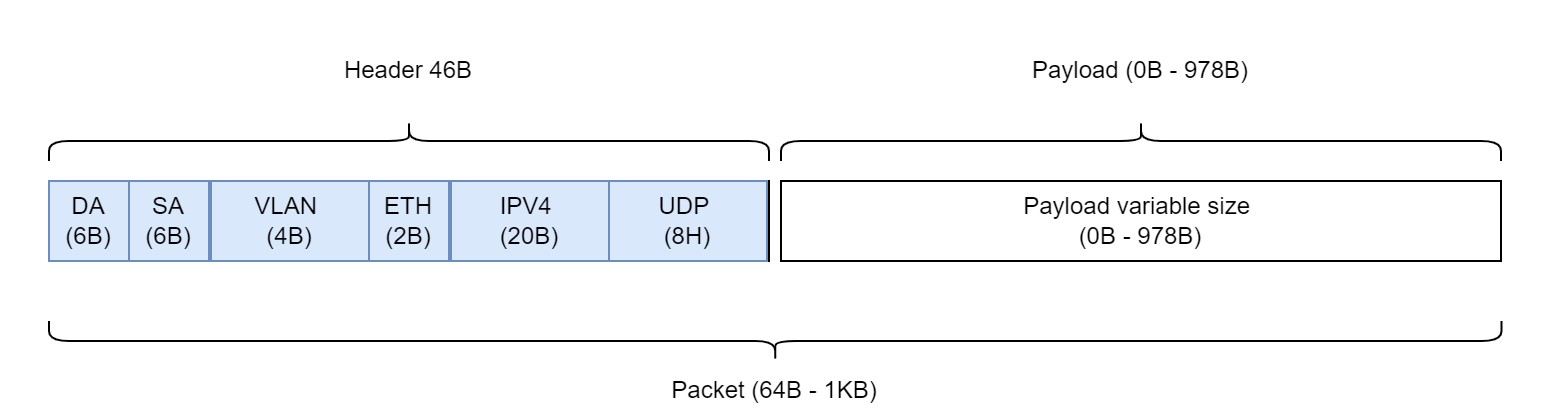 Header 46B
Payload (0B - 978B)
DA
(6B)
SA
(6B)
VLAN
(4B)
ETH
(2B)
IPV4
(20B)
UDP
(8H)
Payload variable size
(0B - 978B)
Packet (64B - 1KB)